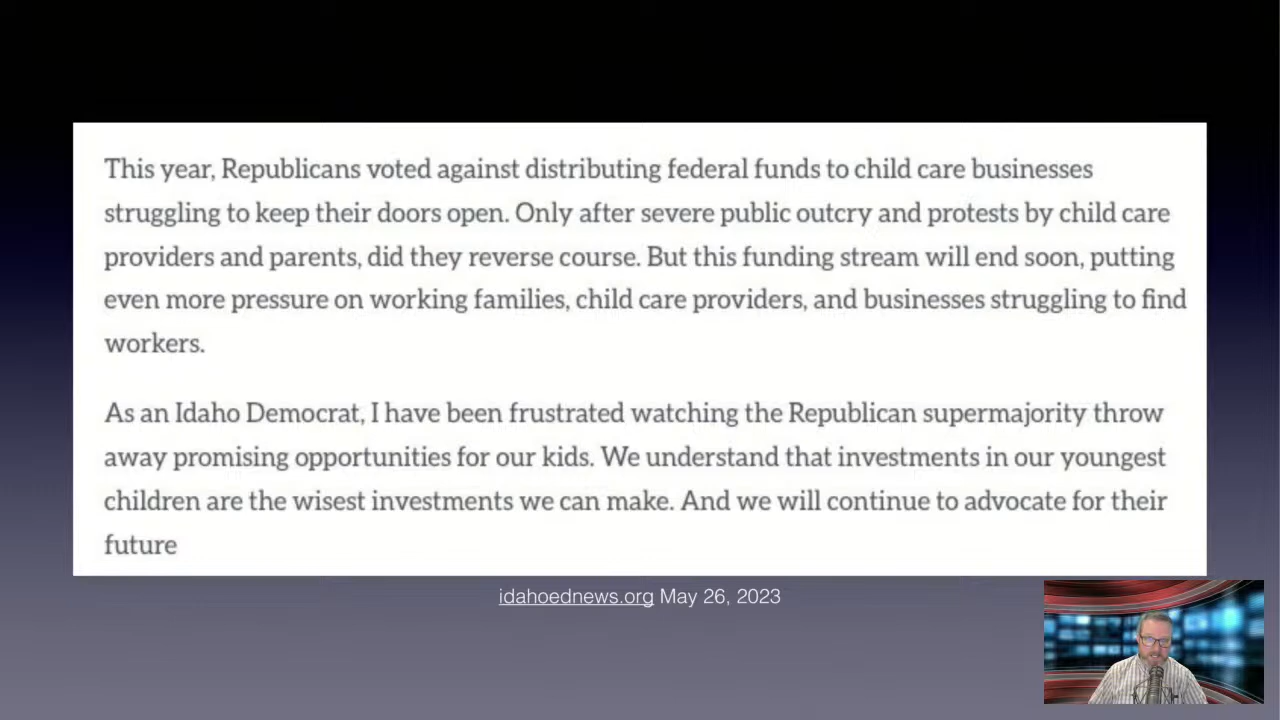 This year, Republicans voted against distributing federal funds to child care businesses
struggling to keep their doors open. Only after severe public outcry and protests by child care
providers and parents, did they reverse course. But this funding stream will end soon, putting
even more pressure on working families, child care providers, and businesses struggling to find
workers.
As an Idaho Democrat, I have been frustrated watching the Republican supermajority throw
away promising opportunities for our kids. We understand that investments in our youngest
children are the wisest investments we can make. And we will continue to advocate for their
future
idahoednews.org May 26, 2023